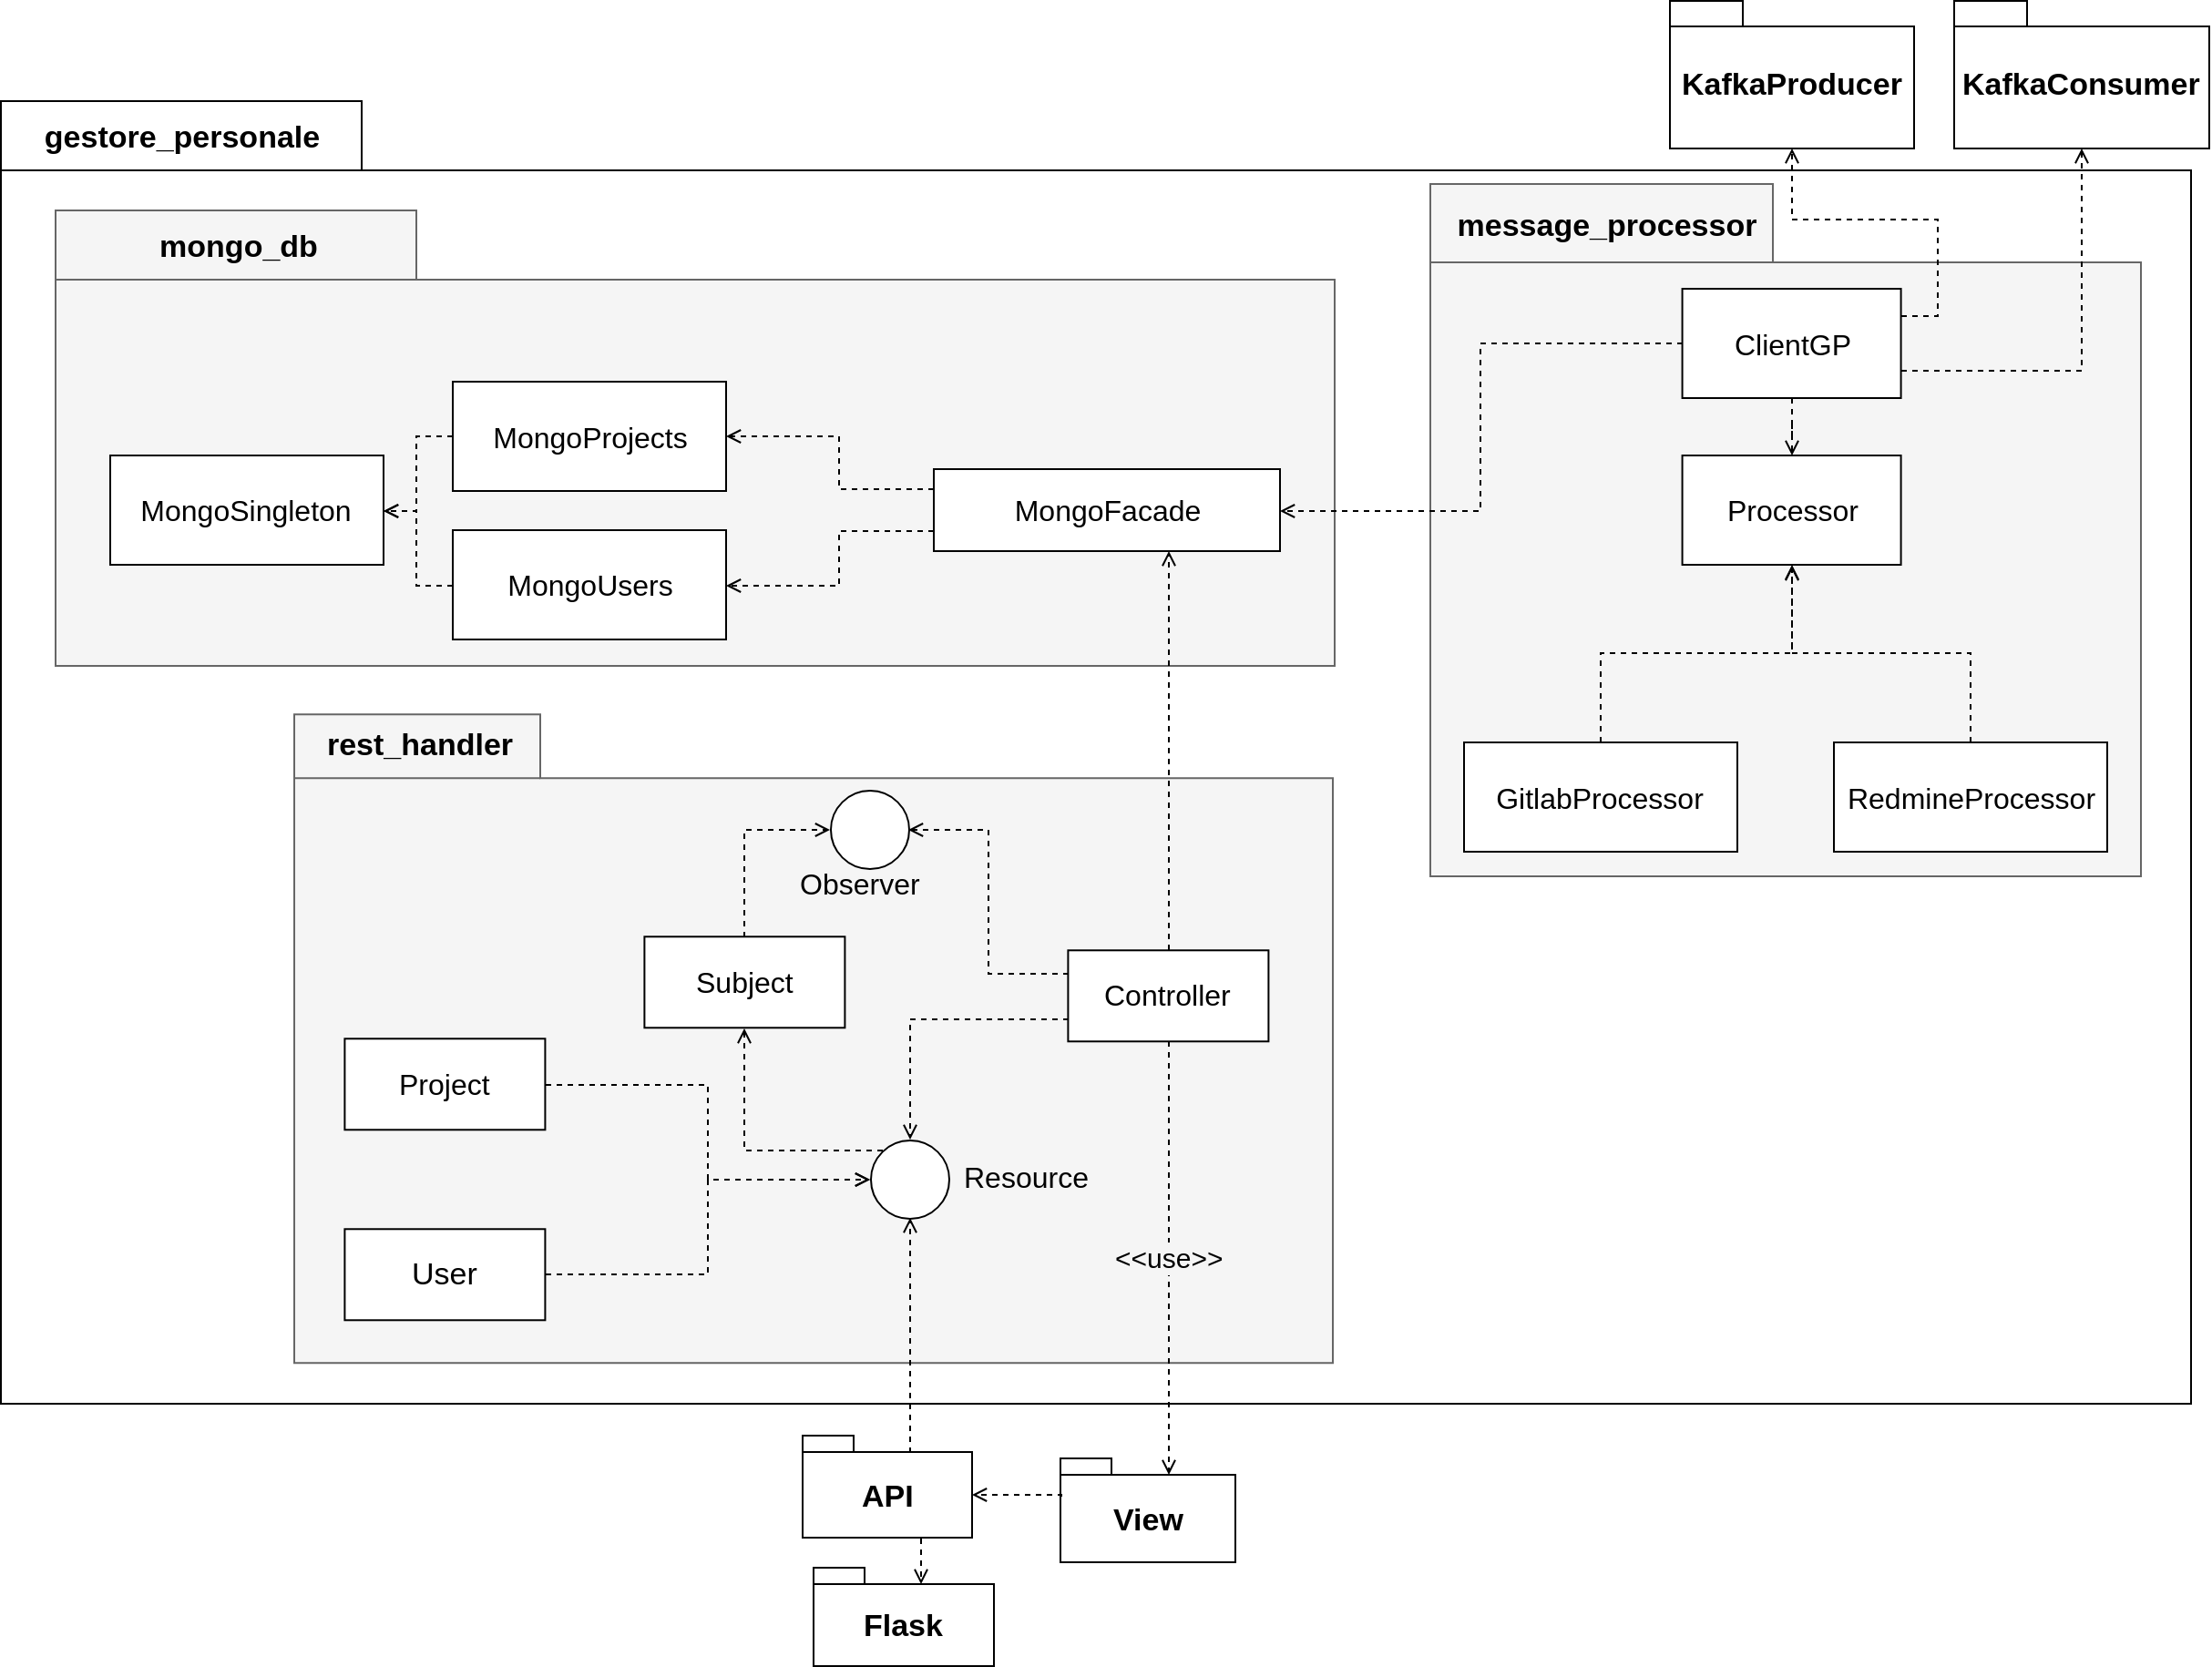 KafkaProducer
KafkaConsumer
gestore_personale
message_processor
mongo_db
ClientGP
MongoProjects
MongoSingleton
MongoFacade
Processor
MongoUsers
rest_handler
GitlabProcessor
RedmineProcessor
Observer
Subject
Controller
Project
Resource
<<use>>
User
API
View
Flask